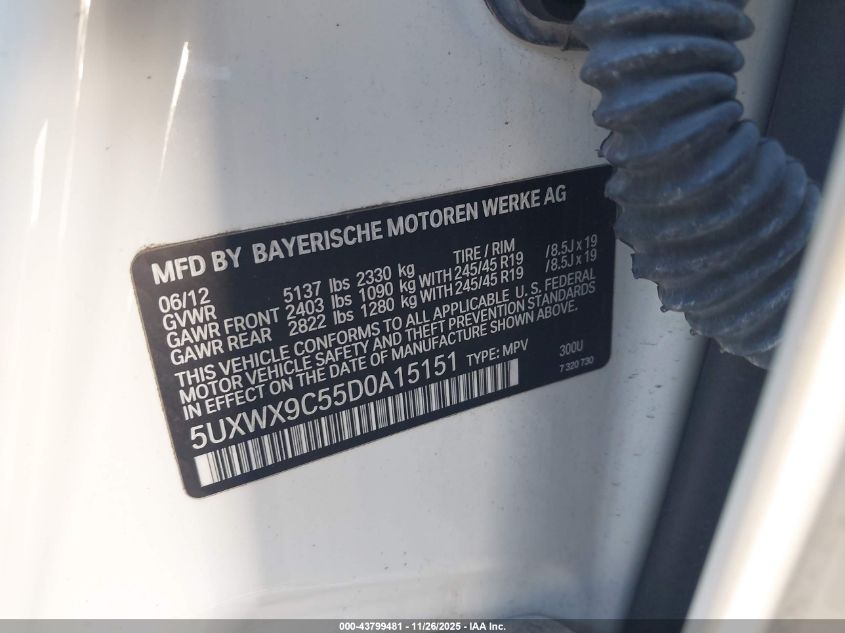 MFD BY BAYERISCHE MOTOREN WERKE AG
06/12 5137 lbs 2330 kg TIRE / RIM
GVWR
GAWR FRONT 2403 lbs 1090 kg WITH 245/45 R19 /8.5J x 19
GAWR REAR 2822 lbs 1280 kg WITH 245/45 R19 /8.5J x 19
THIS VEHICLE CONFORMS TO ALL APPLICABLE U. S. FEDERAL
MOTOR VEHICLE SAFETY AND THEFT PREVENTION STANDARDS
IN EFFECT ON THE DATE OF MANUFACTURE SHOWN ABOVE.
5UXWX9C55D0A15151 TYPE: MPV 300U
7 320 730
000-43799481 - 11/26/2025 - IAA Inc.